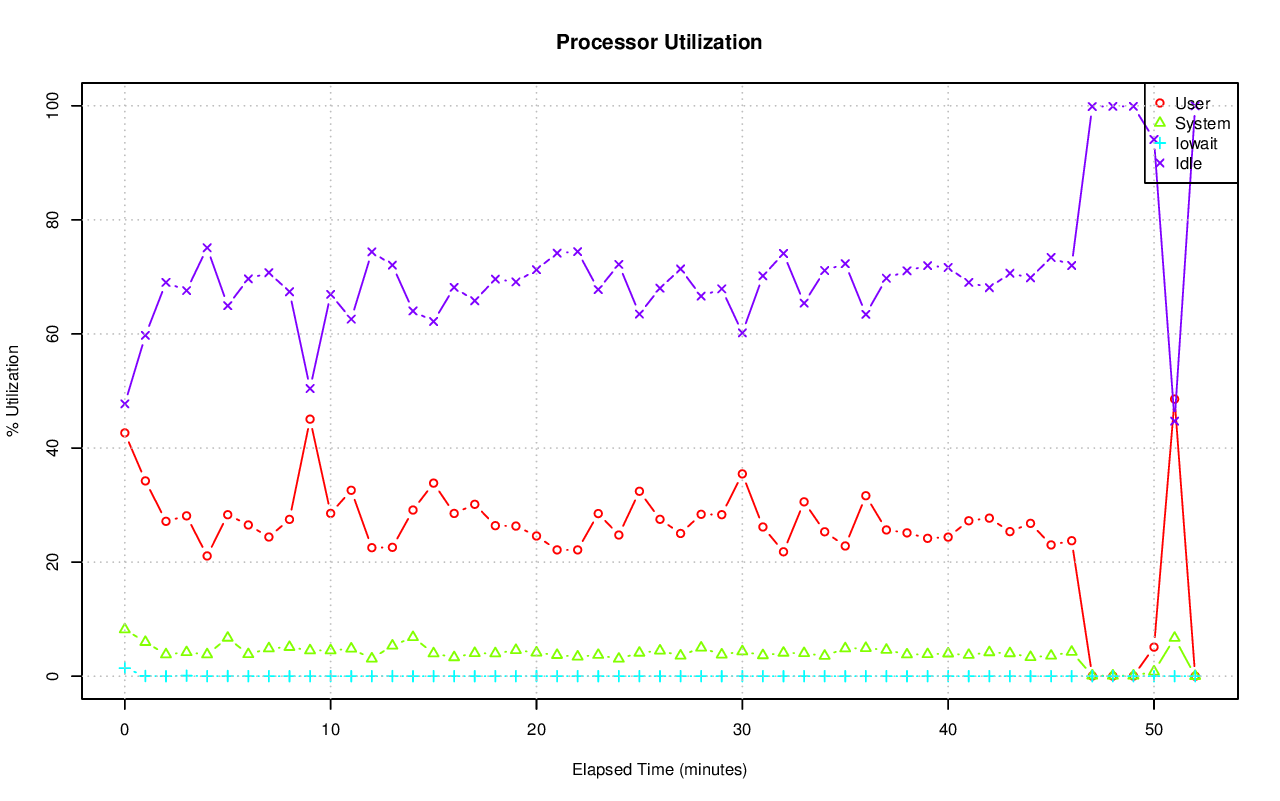 Processor Utilization
% Utilization
100
80
60
40
20
0
User
System
Iowait
Idle
0 10 20 30 40 50
Elapsed Time (minutes)